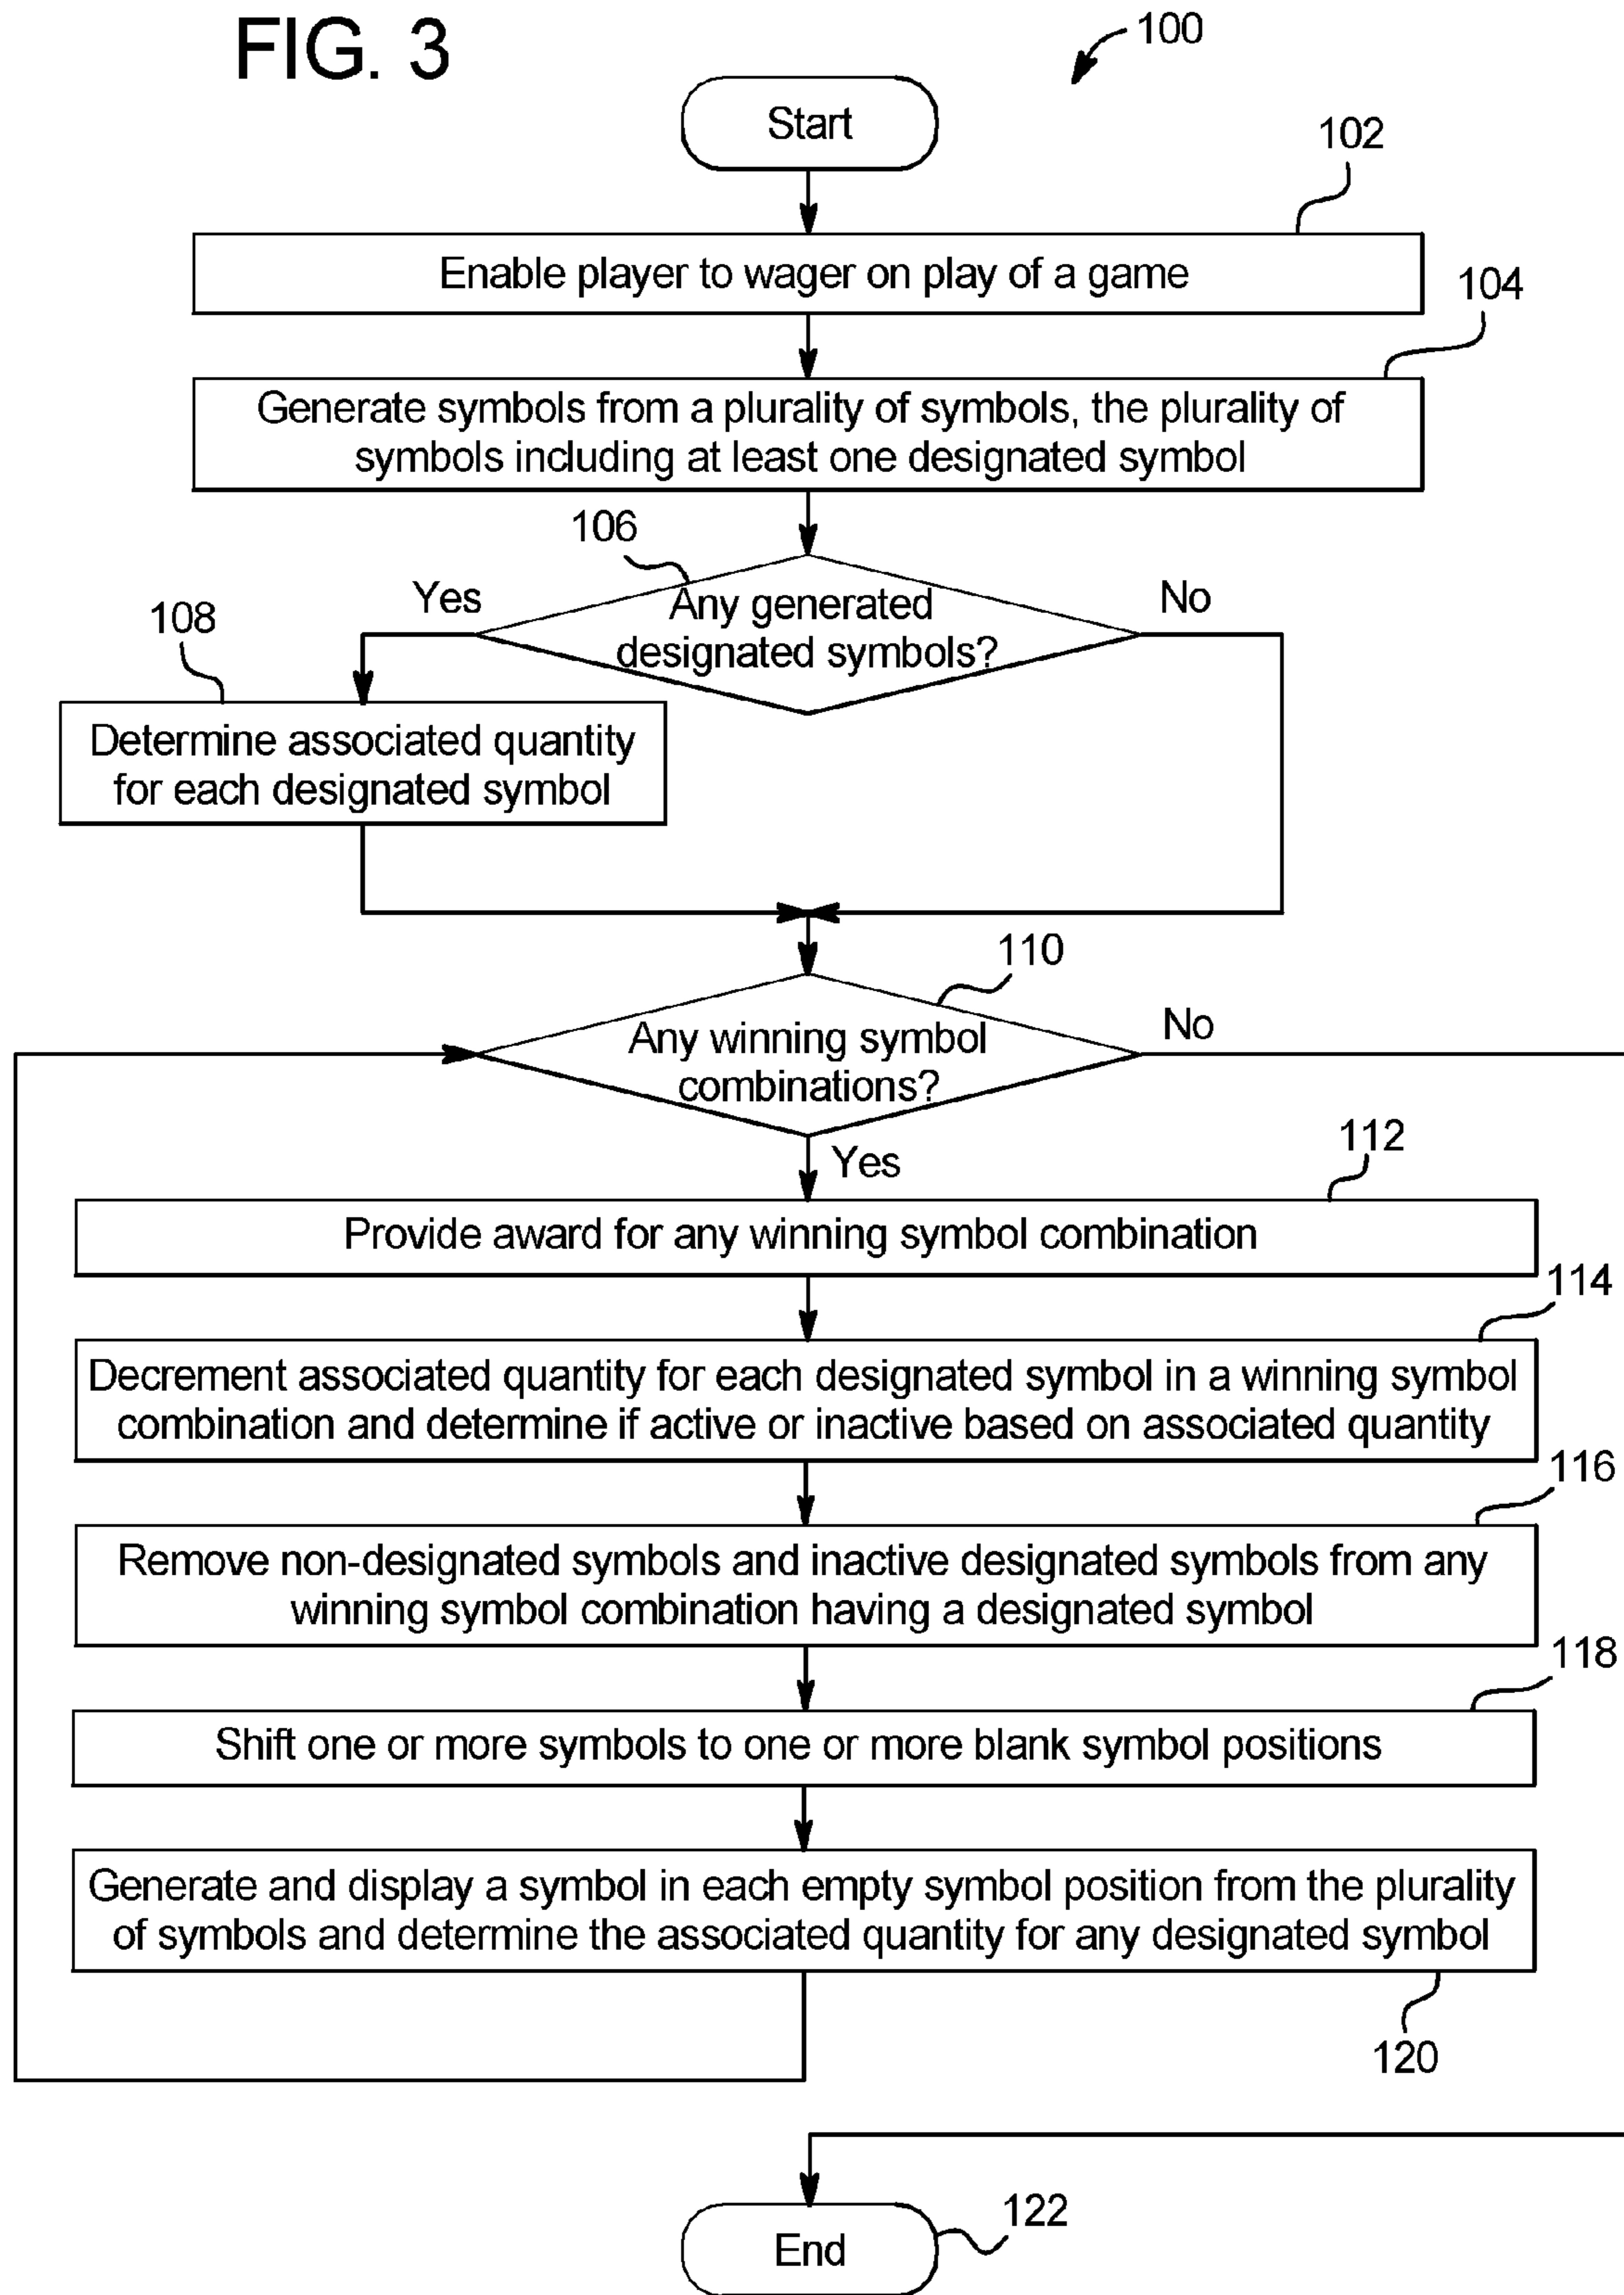 FIG. 3
100
Start
102
Enable player to wager on play of a game
104
Generate symbols from a plurality of symbols, the plurality of
symbols including at least one designated symbol
106
Yes
Any generated
designated symbols?
No
108
Determine associated quantity
for each designated symbol
110
Any winning symbol
combinations?
No
Yes
112
Provide award for any winning symbol combination
114
Decrement associated quantity for each designated symbol in a winning symbol
combination and determine if active or inactive based on associated quantity
116
Remove non-designated symbols and inactive designated symbols from any
winning symbol combination having a designated symbol
118
Shift one or more symbols to one or more blank symbol positions
Generate and display a symbol in each empty symbol position from the plurality
of symbols and determine the associated quantity for any designated symbol
120
End
122